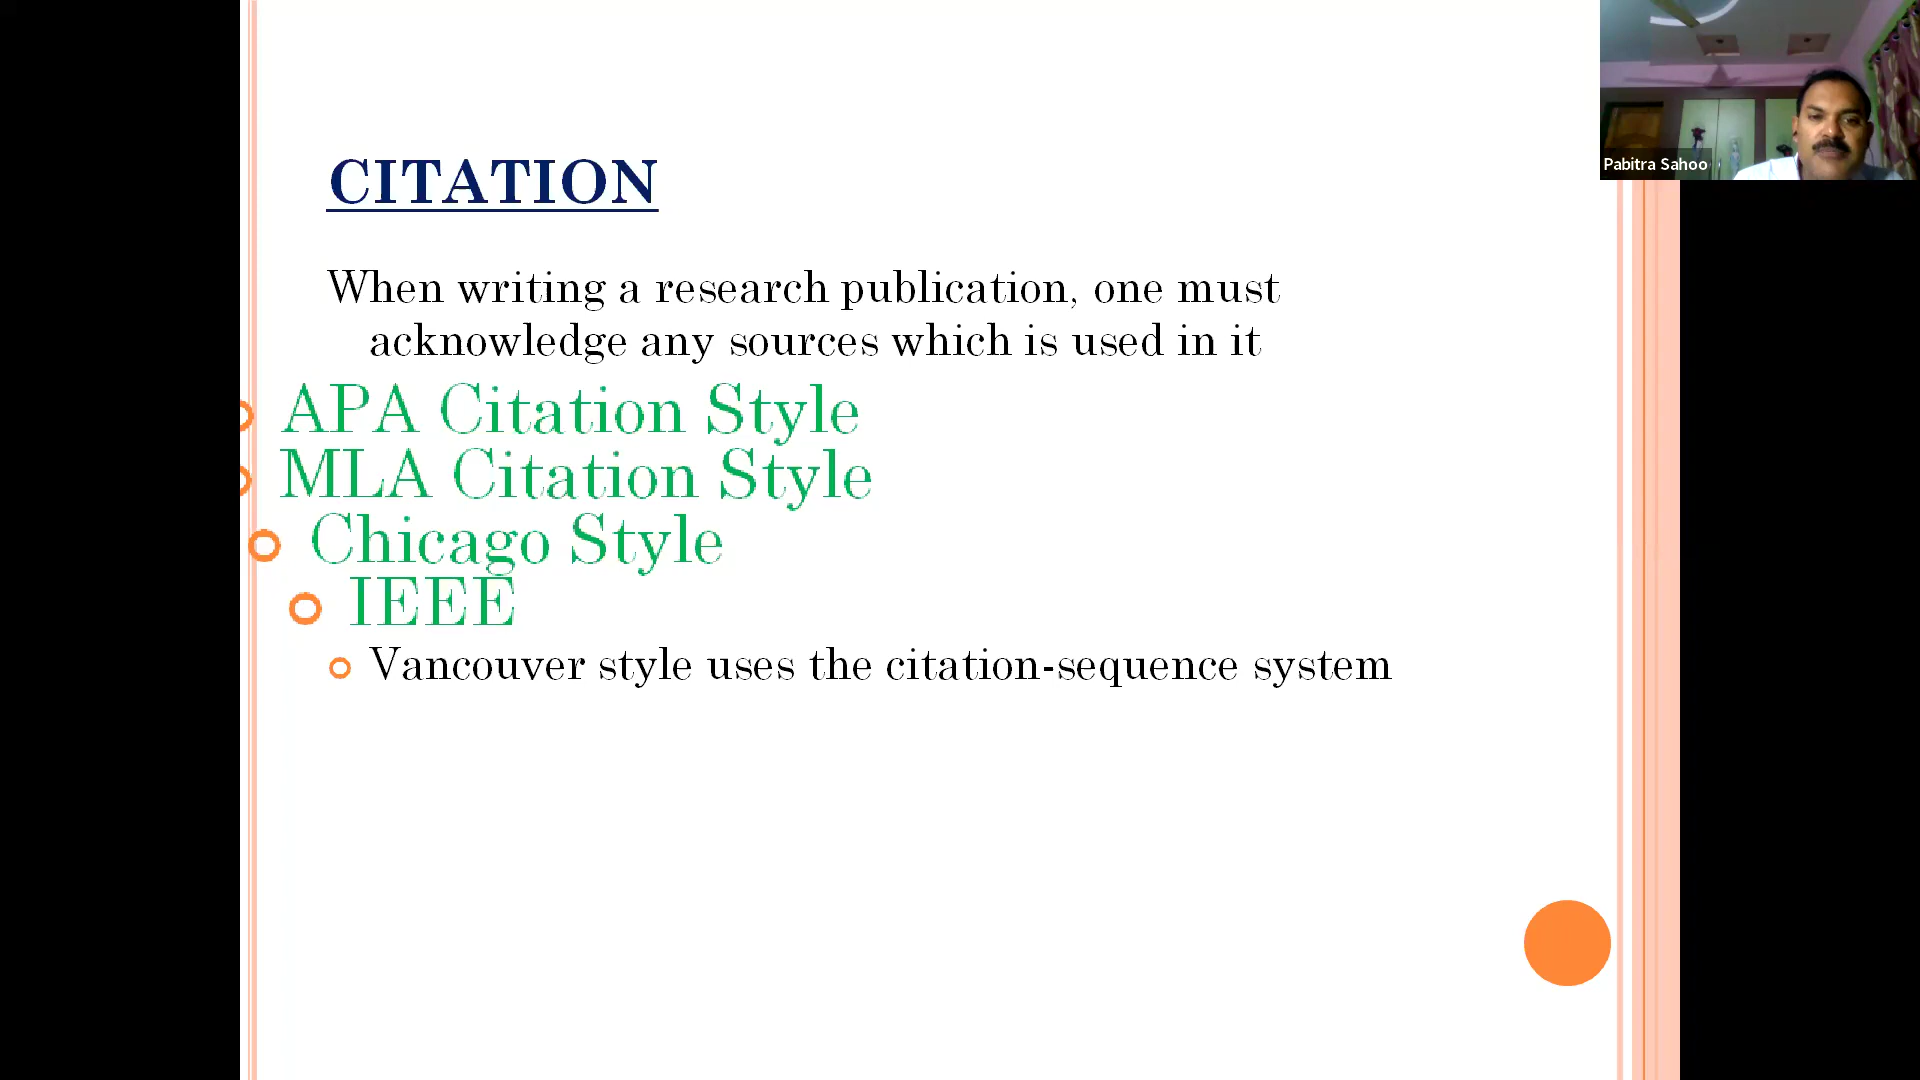 CITATION
When writing a research publication, one must
acknowledge any sources which is used in it
APA Citation Style
MLA Citation Style
Chicago Style
IEEE
Vancouver style uses the citation-sequence system
Pabitra Sahoo